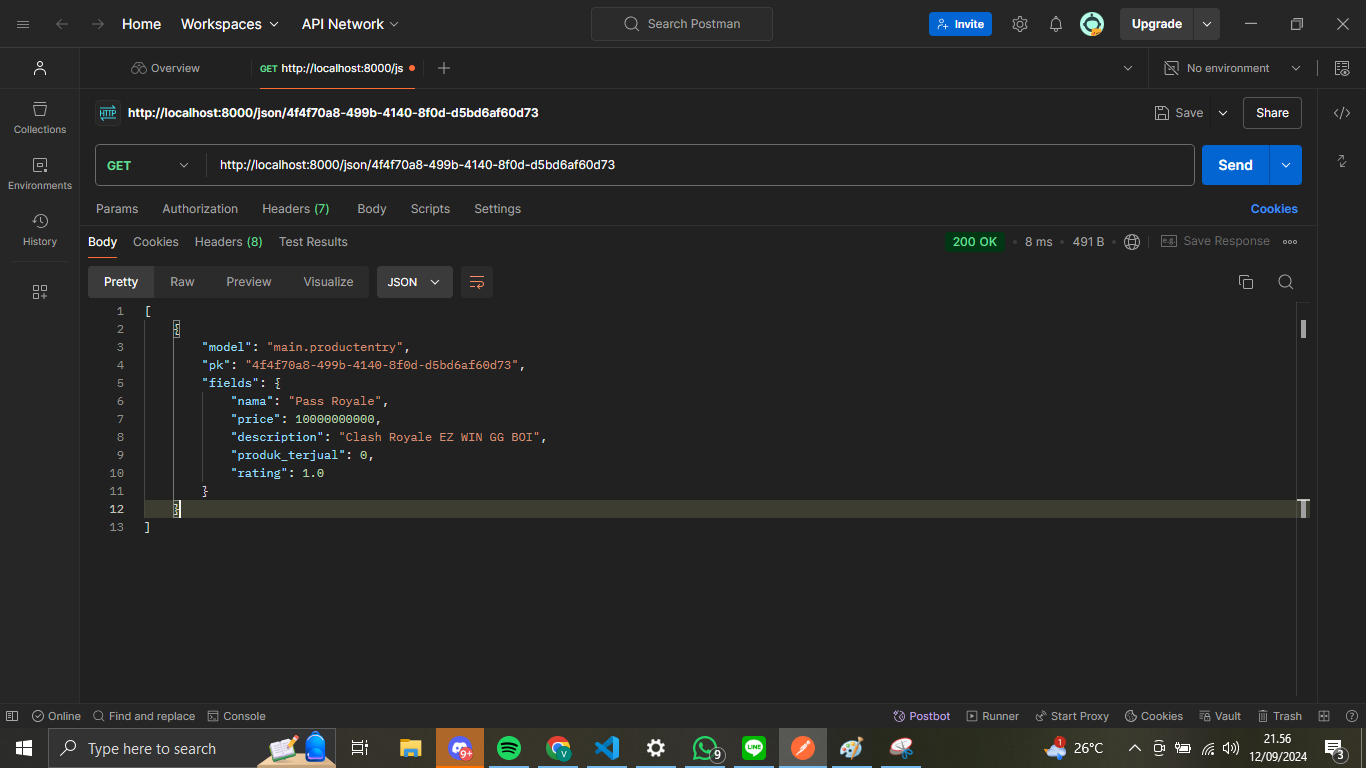 Home Workspaces API Network Search Postman Invite Upgrade
Overview GET http://localhost:8000/js No environment
HTTP http://localhost:8000/json/4f4f70a8-499b-4140-8f0d-d5bd6af60d73 Save Share
Collections
GET http://localhost:8000/json/4f4f70a8-499b-4140-8f0d-d5bd6af60d73 Send
Environments
Params Authorization Headers (7) Body Scripts Settings Cookies
History
Body Cookies Headers (8) Test Results 200 OK 8 ms 491 B e.g. Save Response
Pretty Raw Preview Visualize JSON
1 [
2 {
3 "model": "main.productentry",
4 "pk": "4f4f70a8-499b-4140-8f0d-d5bd6af60d73",
5 "fields": {
6 "nama": "Pass Royale",
7 "price": 10000000000,
8 "description": "Clash Royale EZ WIN GG BOI",
9 "produk_terjual": 0,
10 "rating": 1.0
11 }
12 }
13 ]
Online Find and replace Console Postbot Runner Start Proxy Cookies Vault Trash
Type here to search 9+ V 9 LINE 1 26°C 21.56
12/09/2024 3